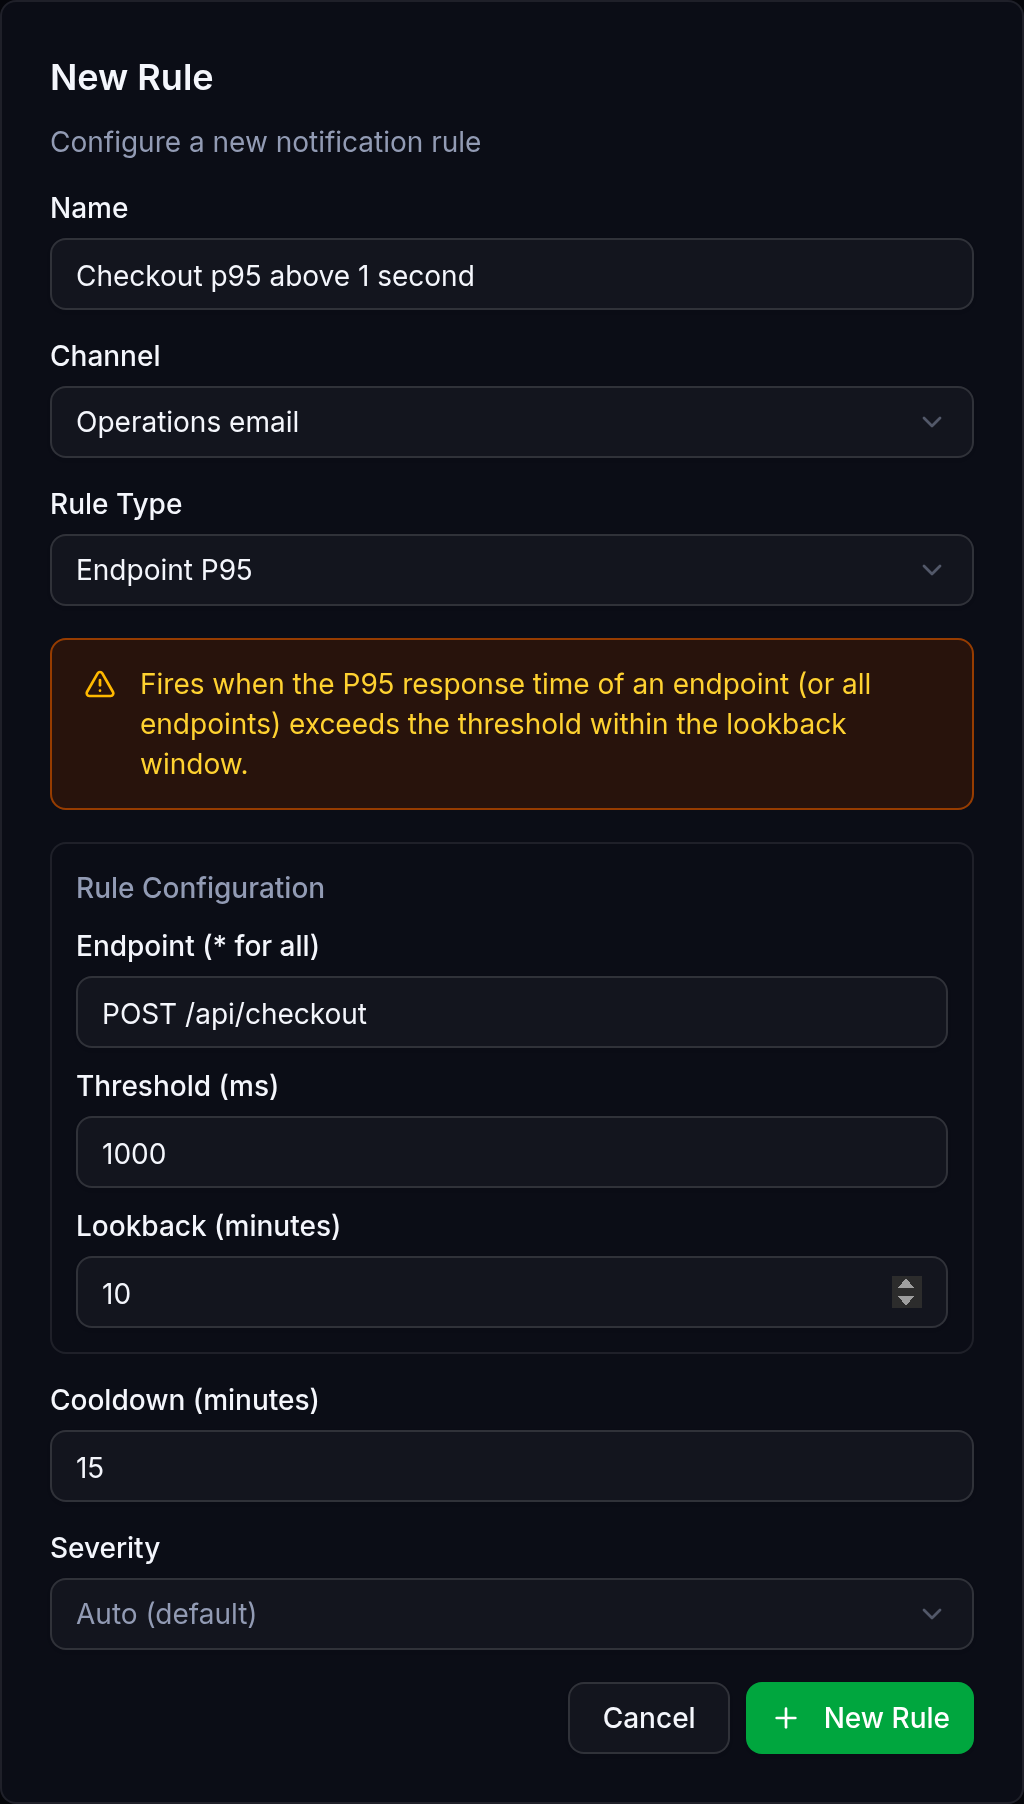 New Rule
Configure a new notification rule
Name
Checkout p95 above 1 second
Channel
Operations email
Rule Type
Endpoint P95
Fires when the P95 response time of an endpoint (or all
endpoints) exceeds the threshold within the lookback
window.
Rule Configuration
Endpoint (* for all)
POST /api/checkout
Threshold (ms)
1000
Lookback (minutes)
10
Cooldown (minutes)
15
Severity
Auto (default)
Cancel
New Rule